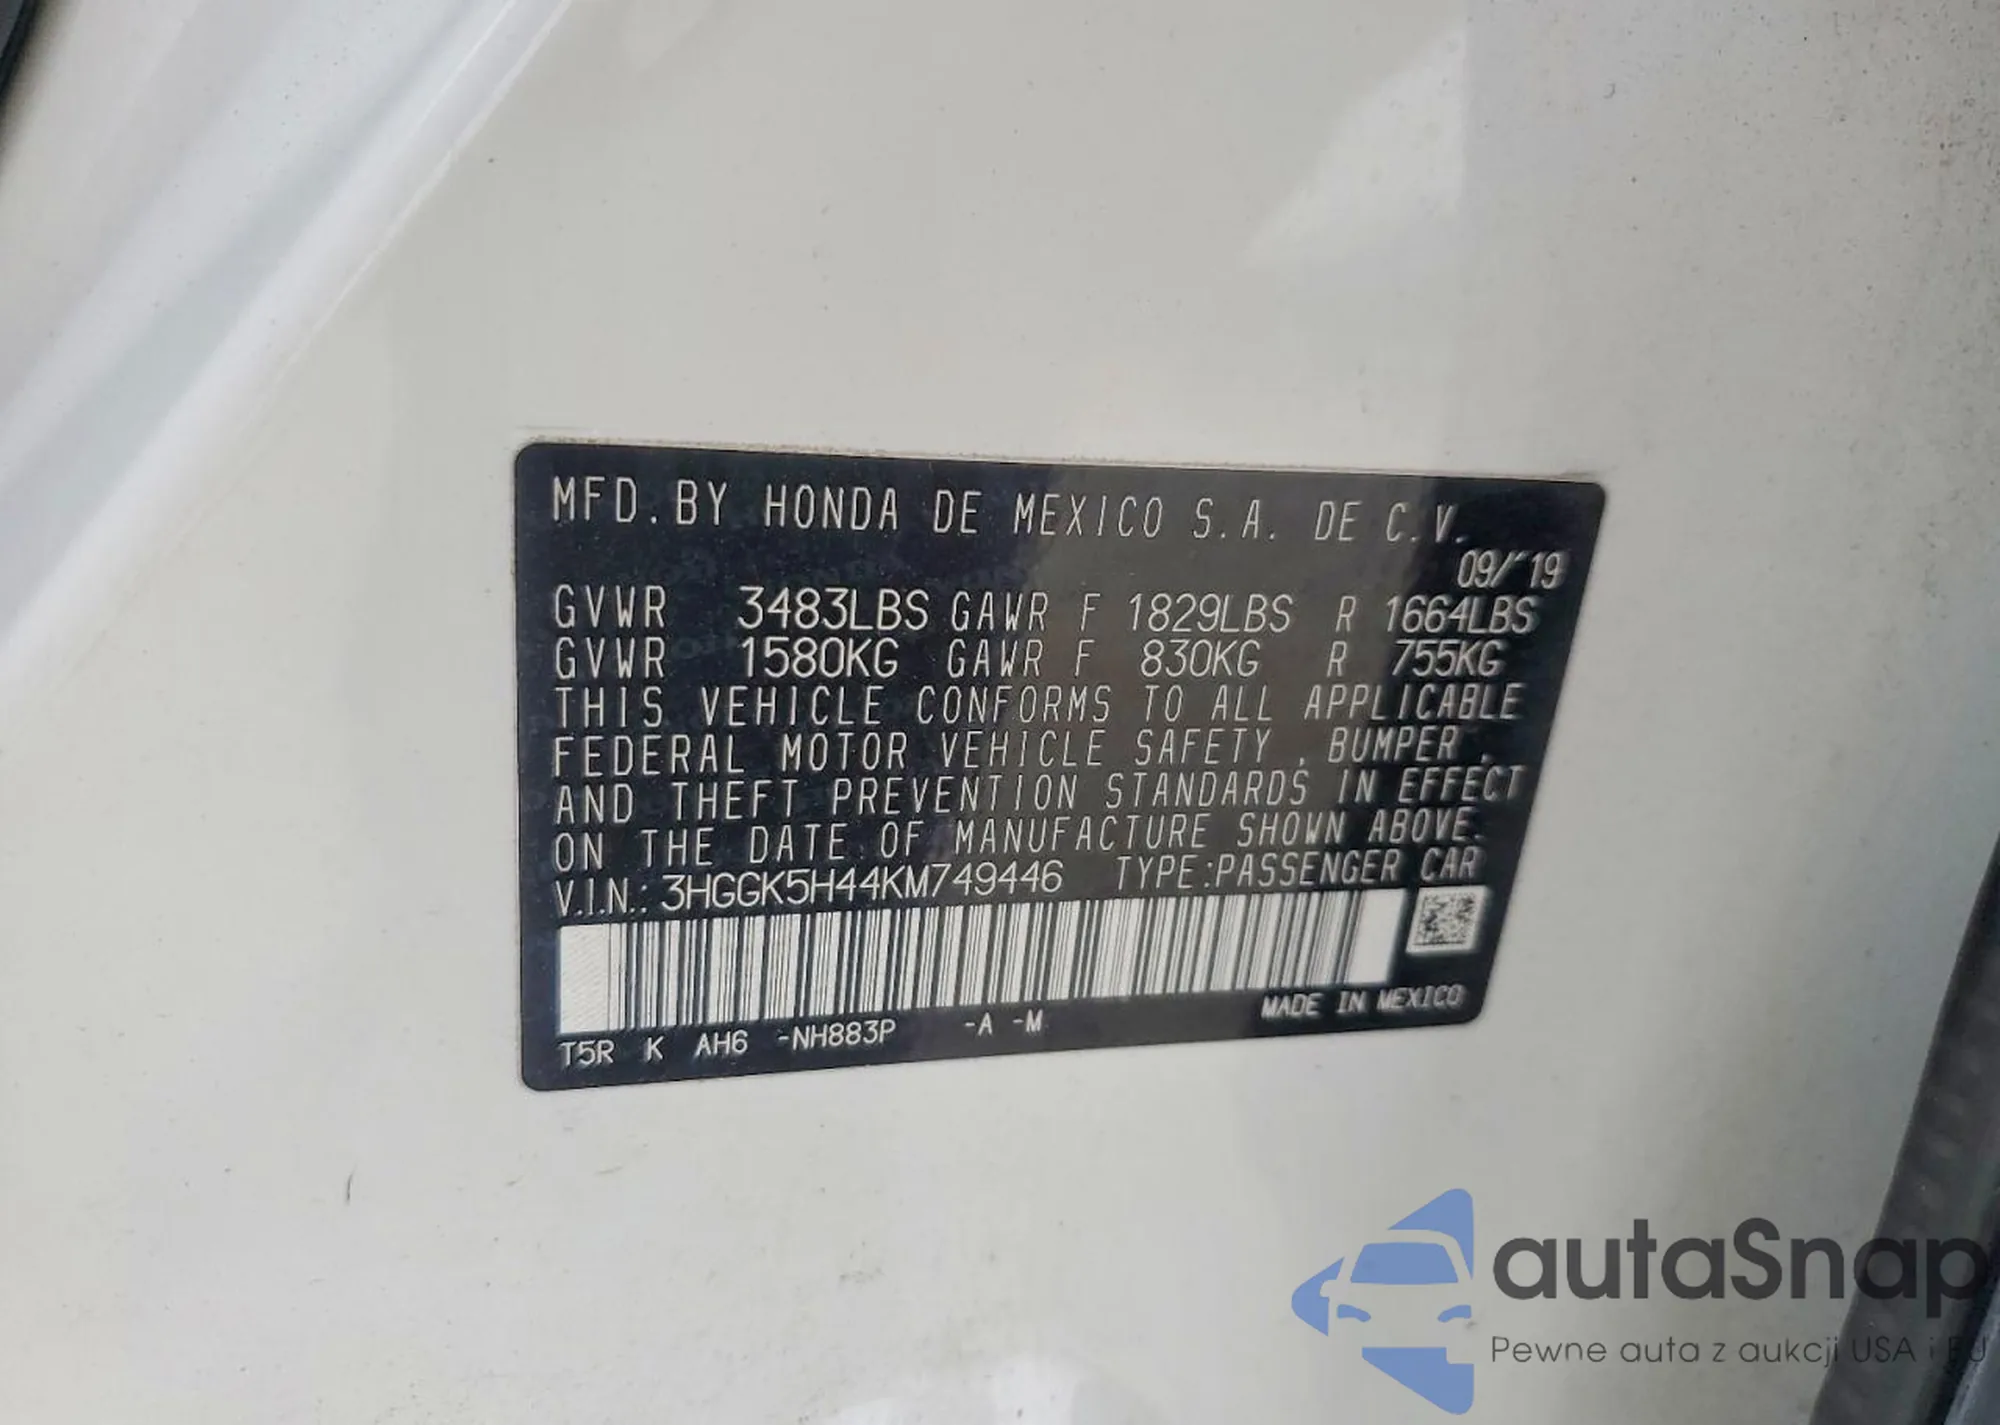 MFD. BY HONDA DE MEXICO S.A. DE C.V.
09/'19
GVWR 3483LBS GAWR F 1829LBS R 1664LBS
GVWR 1580KG GAWR F 830KG R 755KG
THIS VEHICLE CONFORMS TO ALL APPLICABLE
FEDERAL MOTOR VEHICLE SAFETY, BUMPER,
AND THEFT PREVENTION STANDARDS IN EFFECT
ON THE DATE OF MANUFACTURE SHOWN ABOVE.
V.I.N.: 3HGGK5H44KM749446 TYPE:PASSENGER CAR
MADE IN MEXICO
T5R K AH6 -NH883P -A -M
autaSnap
Pewne auta z aukcji USA i EU